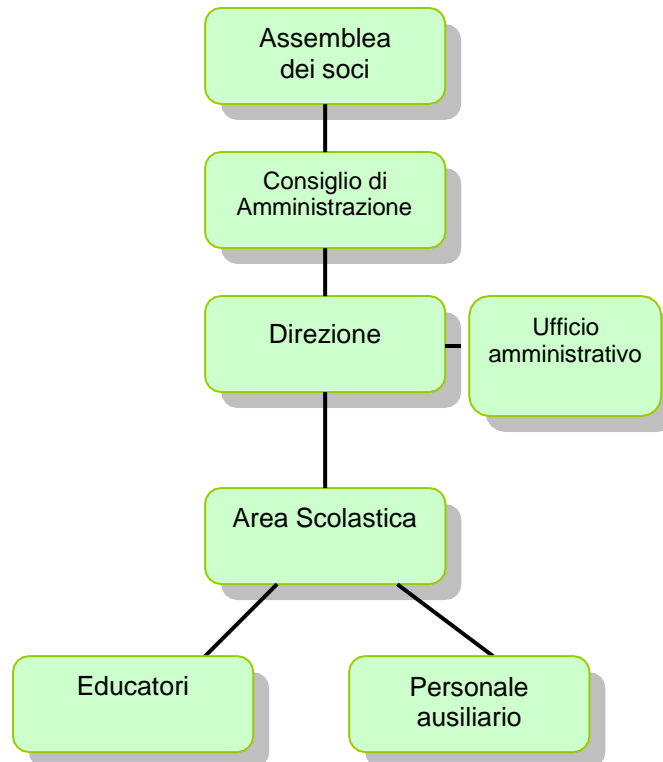 Assemblea
dei soci
Consiglio di
Amministrazione
Direzione
Ufficio
amministrativo
Area Scolastica
Educatori
Personale
ausiliario